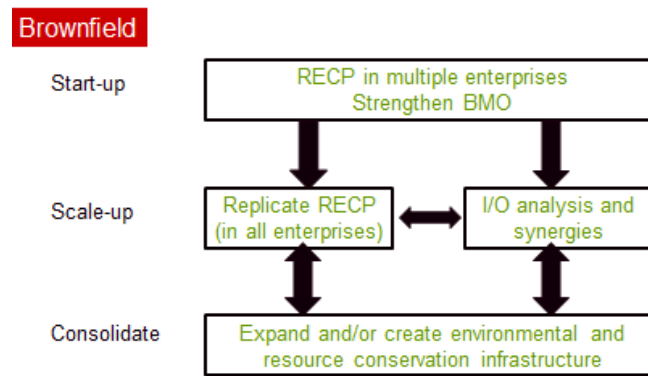 Brownfield
Start-up
RECP in multiple enterprises
Strengthen BMO
Scale-up
Replicate RECP
(in all enterprises)
I/O analysis and
synergies
Consolidate
Expand and/or create environmental and
resource conservation infrastructure